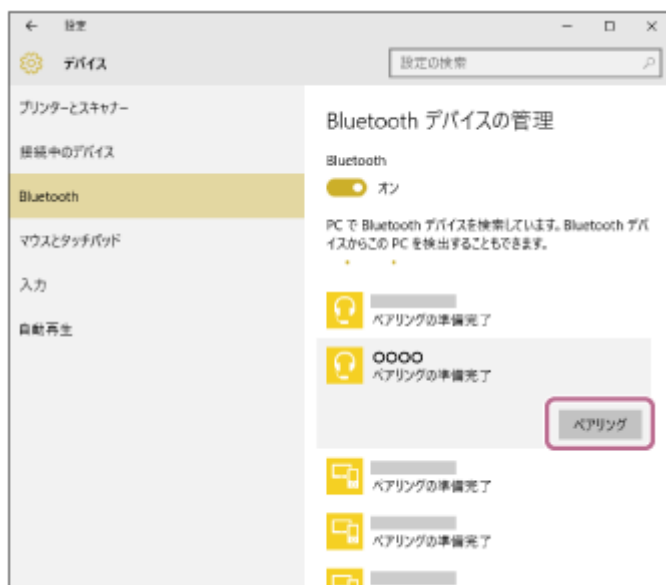 設定
デバイス
設定の検索
プリンターとスキャナー
接続中のデバイス
Bluetooth
マウスとタッチパッド
入力
自動再生
Bluetooth デバイスの管理
Bluetooth
オン
PC で Bluetooth デバイスを検索しています。Bluetooth デバ
イスからこの PC を検出することもできます。
ペアリングの準備完了
○○○○
ペアリングの準備完了
ペアリング
ペアリングの準備完了
ペアリングの準備完了